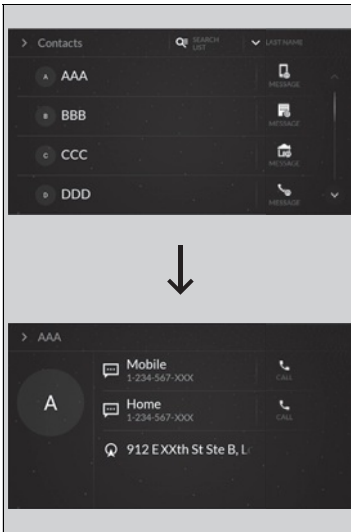 > Contacts
SEARCH
LIST
LAST NAME
A AAA
MESSAGE
B BBB
MESSAGE
C CCC
MESSAGE
D DDD
MESSAGE
> AAA
A
Mobile
1-234-567-XXX
CALL
Home
1-234-567-XXX
CALL
912 E XXth St Ste B, L